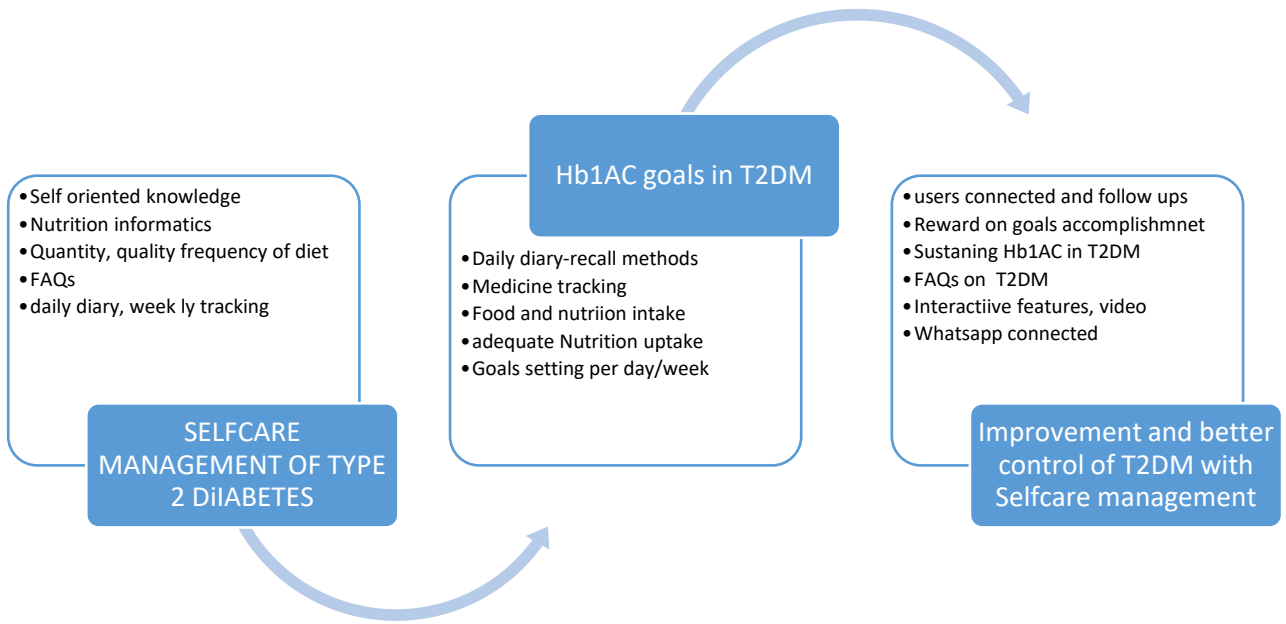 •Self oriented knowledge
•Nutrition informatics
•Quantity, quality frequency of diet
•FAQs
•daily diary, week ly tracking
SELFCARE
MANAGEMENT OF TYPE
2 DiIABETES
Hb1AC goals in T2DM
•Daily diary-recall methods
•Medicine tracking
•Food and nutriion intake
•adequate Nutrition uptake
•Goals setting per day/week
•users connected and follow ups
•Reward on goals accomplishmnet
•Sustaning Hb1AC in T2DM
•FAQs on  T2DM
•Interactiive features, video
•Whatsapp connected
Improvement and better
control of T2DM with
Selfcare management